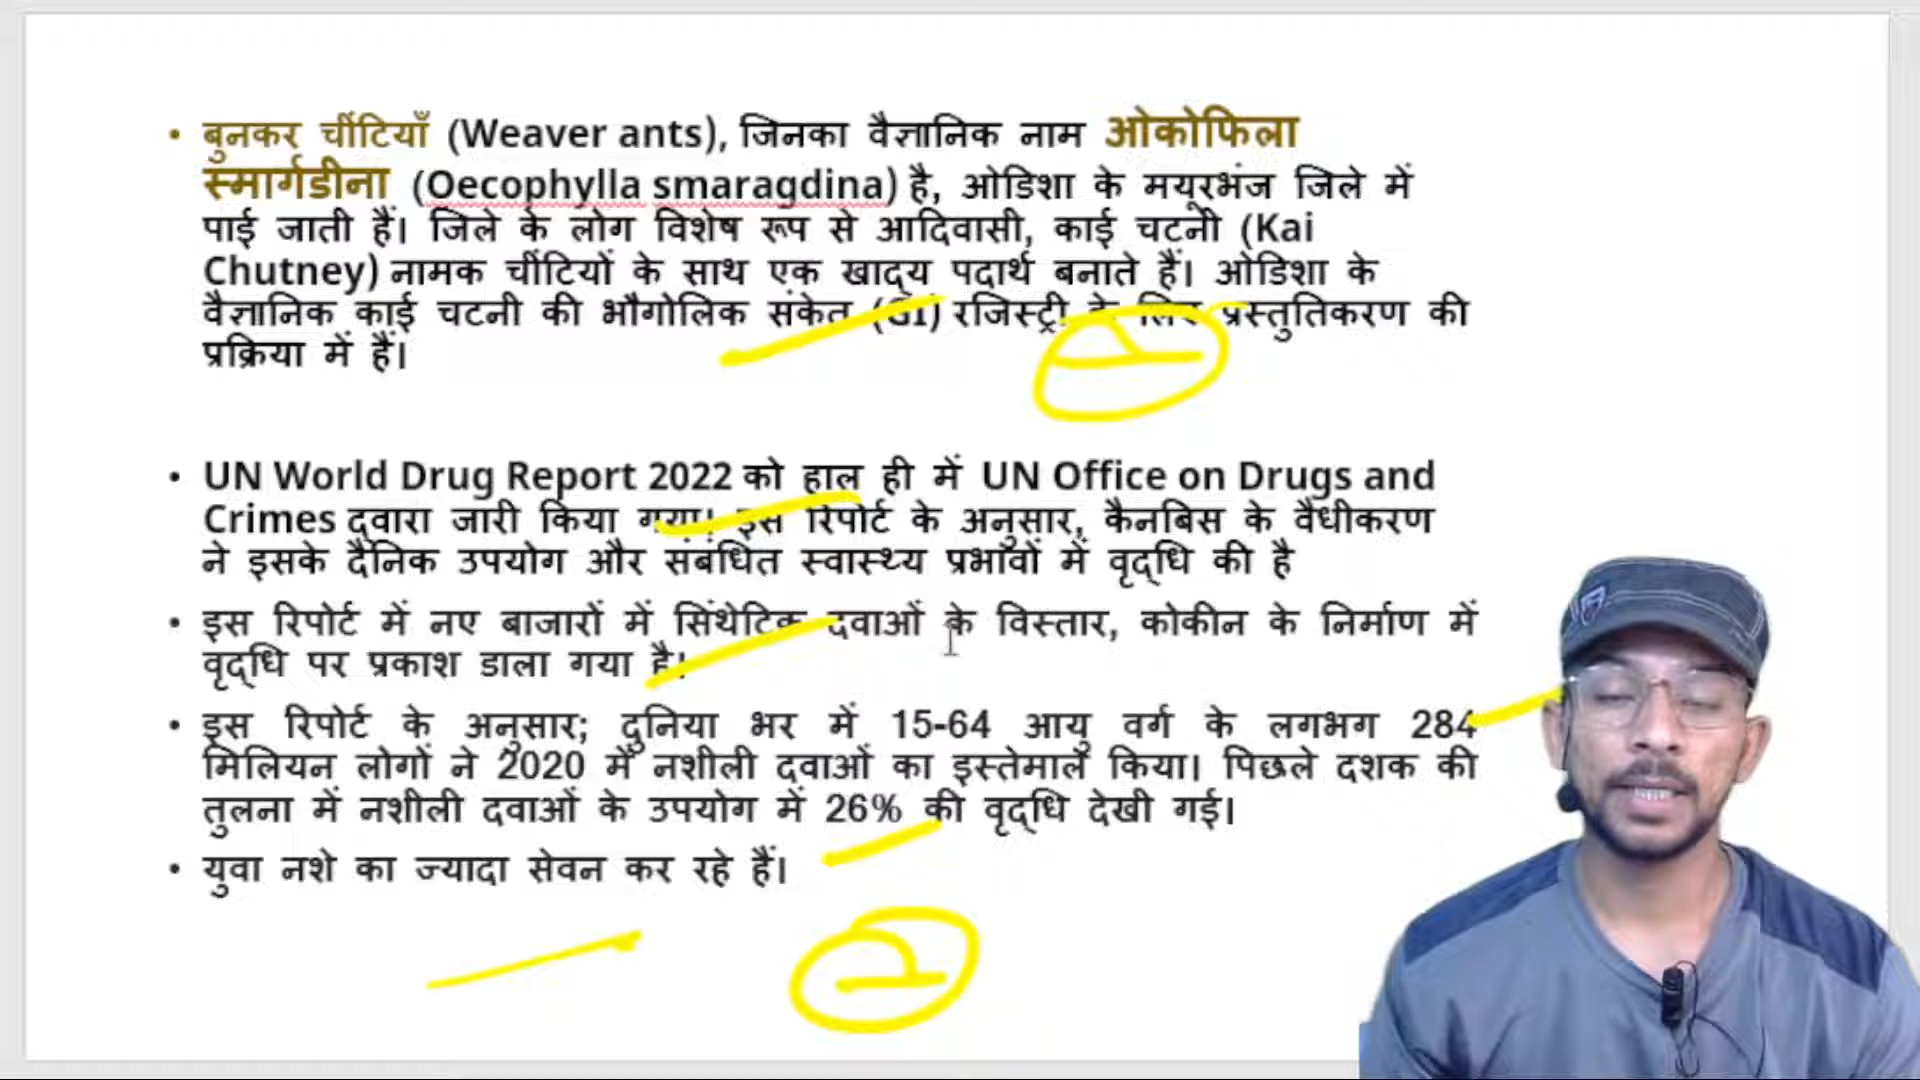 • बुनकर चींटियाँ (Weaver ants), जिनका वैज्ञानिक नाम ओकोफिला
स्मार्गडीना (Oecophylla smaragdina) है, ओडिशा के मयूरभंज जिले में
पाई जाती हैं। जिले के लोग विशेष रूप से आदिवासी, काई चटनी (Kai
Chutney) नामक चींटियों के साथ एक खाद्य पदार्थ बनाते हैं। ओडिशा के
वैज्ञानिक काई चटनी की भौगोलिक संकेत (GI) रजिस्ट्री के लिए प्रस्तुतिकरण की
प्रक्रिया में हैं।
• UN World Drug Report 2022 को हाल ही में UN Office on Drugs and
Crimes द्वारा जारी किया गया। इस रिपोर्ट के अनुसार, कैनबिस के वैधीकरण
ने इसके दैनिक उपयोग और संबंधित स्वास्थ्य प्रभावों में वृद्धि की है
• इस रिपोर्ट में नए बाजारों में सिंथेटिक दवाओं के विस्तार, कोकीन के निर्माण में
वृद्धि पर प्रकाश डाला गया है।
• इस रिपोर्ट के अनुसार; दुनिया भर में 15-64 आयु वर्ग के लगभग 284
मिलियन लोगों ने 2020 में नशीली दवाओं का इस्तेमाल किया। पिछले दशक की
तुलना में नशीली दवाओं के उपयोग में 26% की वृद्धि देखी गई।
• युवा नशे का ज्यादा सेवन कर रहे हैं।